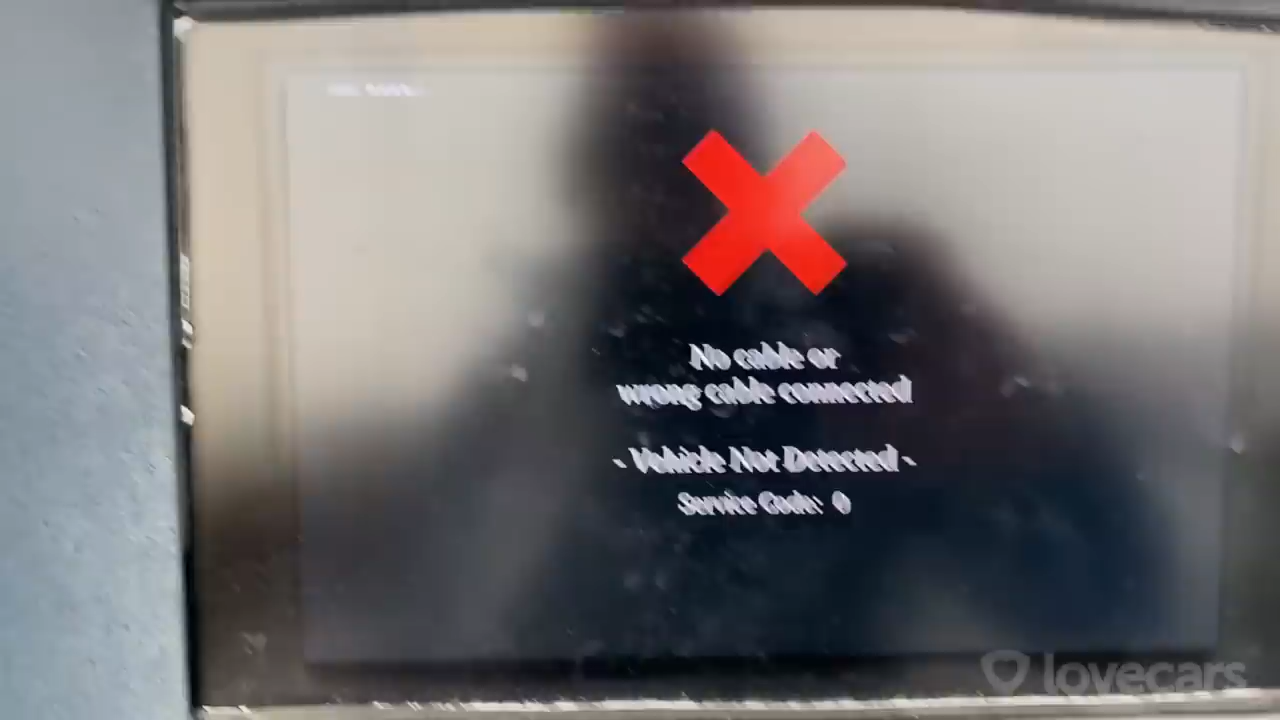 No cable or
wrong cable connected
- Vehicle Not Detected -
Service Code: 0
lovecars